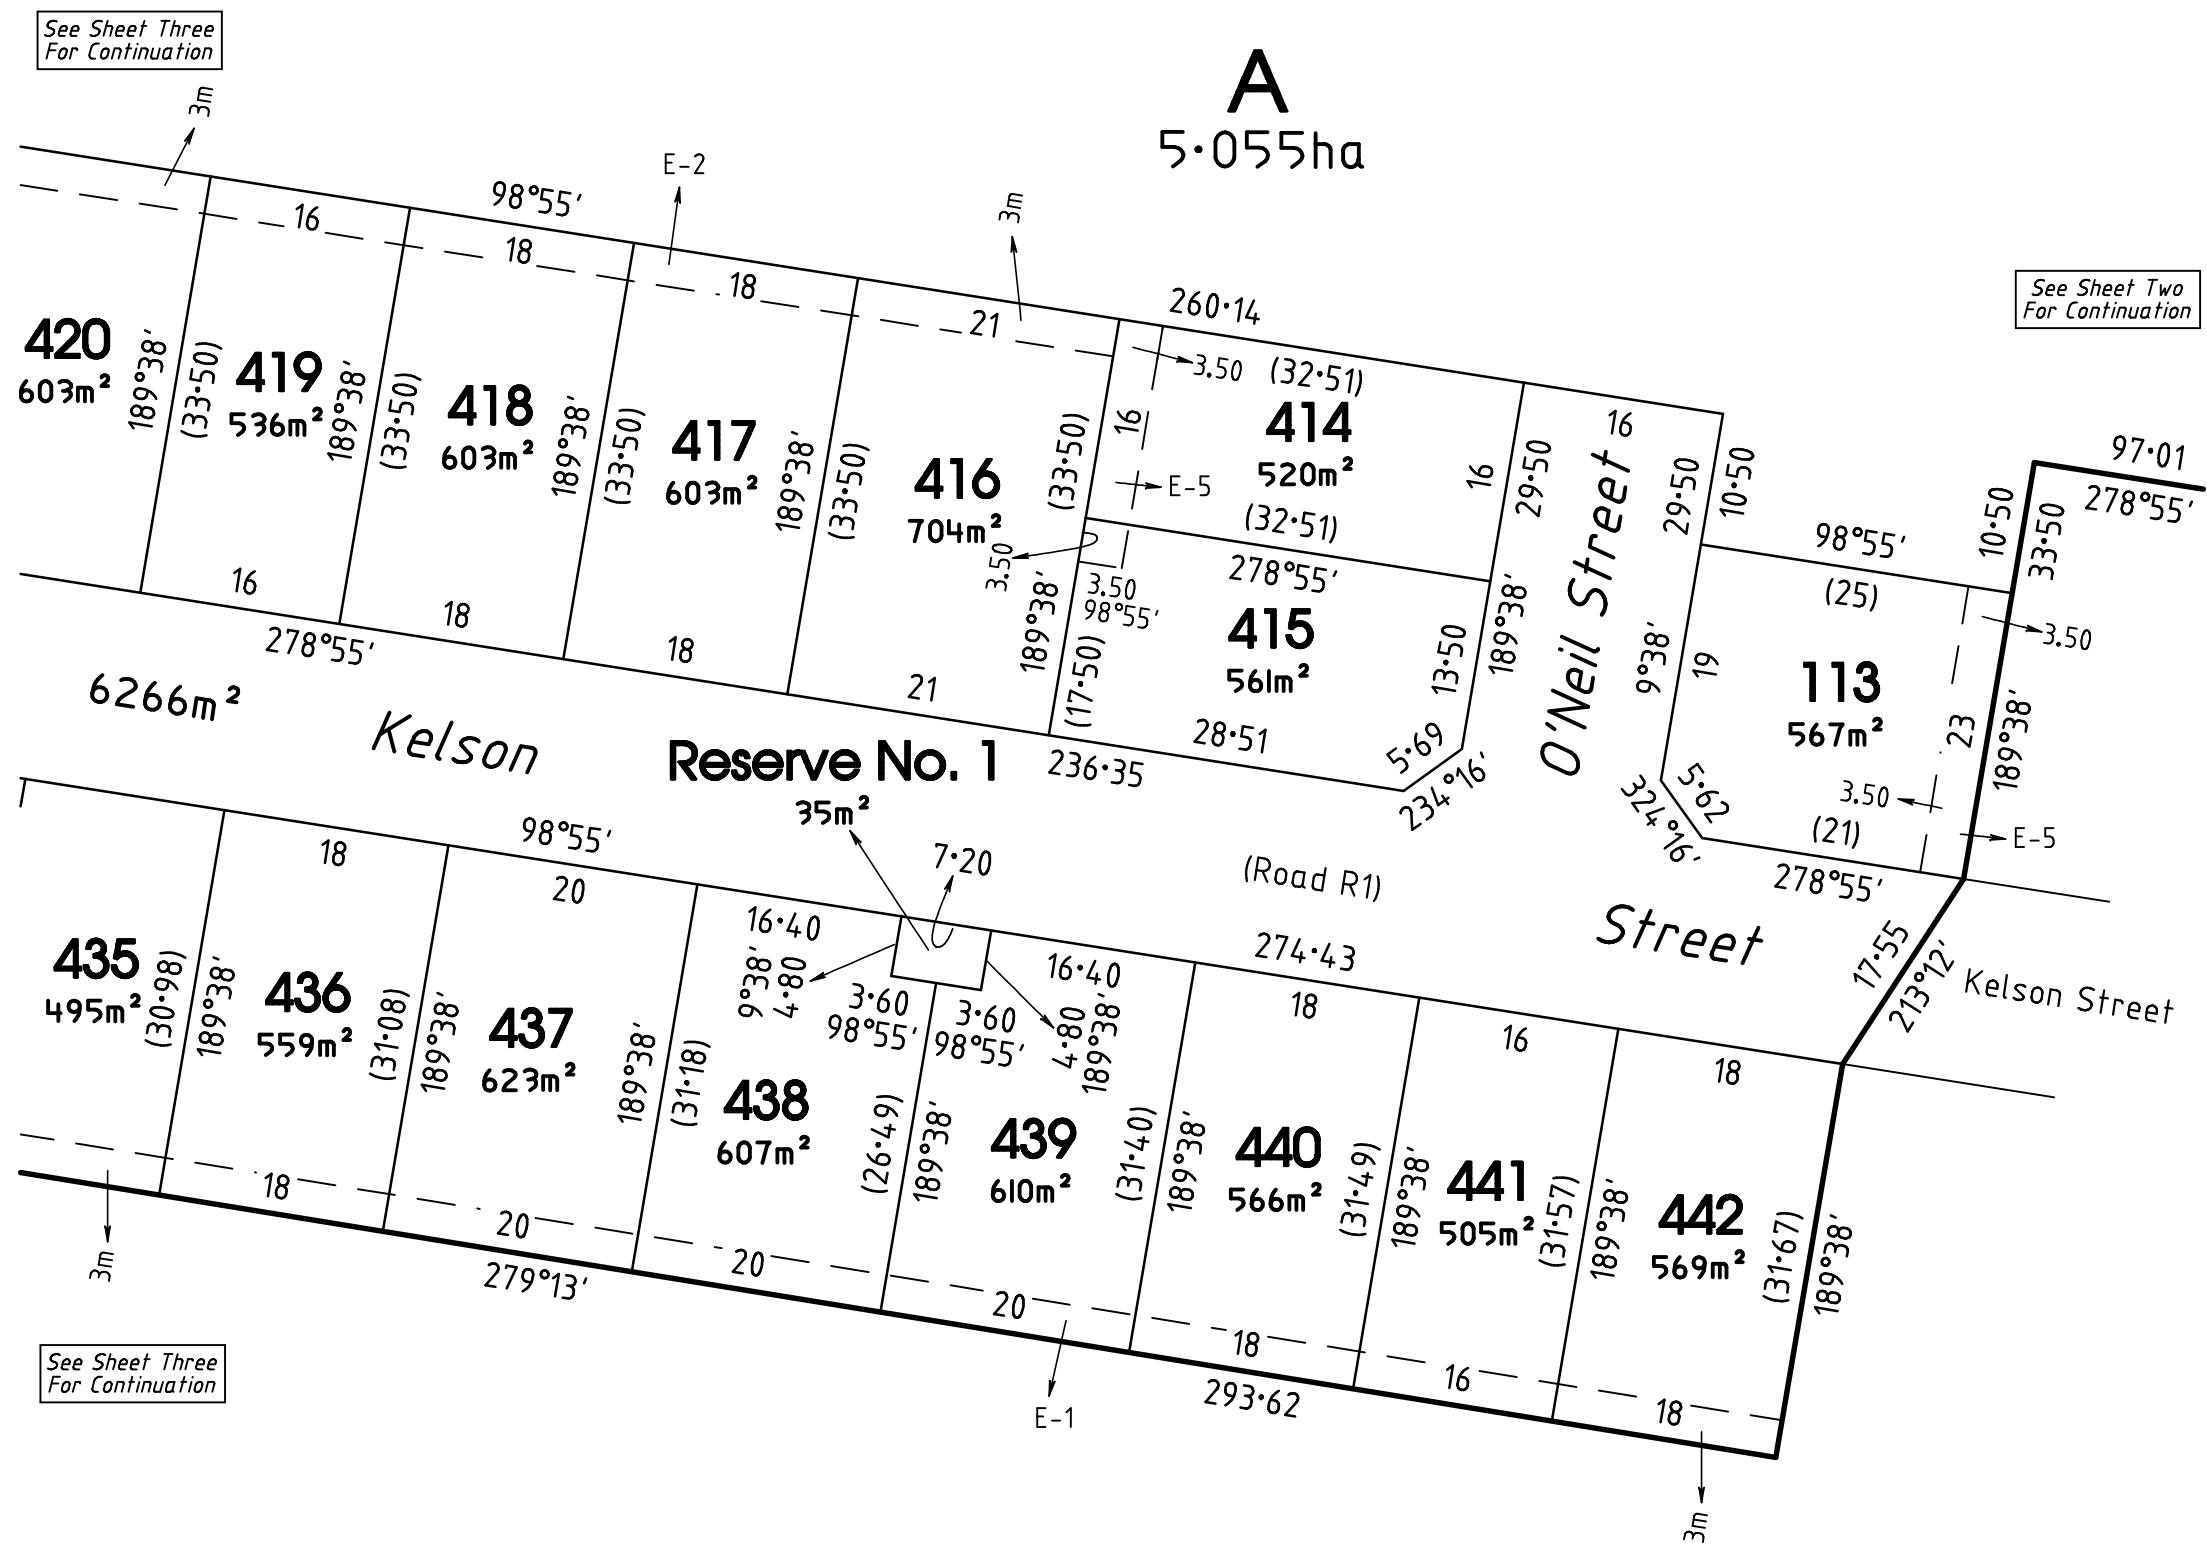 See Sheet Three
For Continuation
3m
A
5·055ha
E-2
98°55′
3m
260·14
See Sheet Two
For Continuation
16
18
18
21
3.50
(32·51)
16
97·01
278°55′
420
603m²
189°38′
(33·50)
419
536m²
189°38′
(33·50)
418
603m²
189°38′
(33·50)
417
603m²
189°38′
(33·50)
416
704m²
(33·50)
16
E-5
414
520m²
16
29·50
(32·51)
278°55′
O'Neil Street
29·50
10·50
98°55′
10·50
33·50
(25)
3.50
16
18
18
21
278°55′
3.50
189°38′
3.50
98°55′
(17·50)
415
561m²
13·50
189°38′
28·51
5·69
234°16′
9°38′
19
113
567m²
23
189°38′
3.50
5·62
324°16′
(21)
278°55′
E-5
6266m²
Kelson
Reserve No. 1
35m²
236·35
98°55′
7·20
(Road R1)
Street
274·43
17·55
213°12′
Kelson Street
18
20
16·40
16·40
18
16
18
435
495m²
(30·98)
189°38′
436
559m²
(31·08)
189°38′
437
623m²
189°38′
(31·18)
9°38′
4·80
3·60
98°55′
3·60
98°55′
4·80
189°38′
438
607m²
(26·49)
189°38′
439
610m²
(31·40)
189°38′
440
566m²
(31·49)
189°38′
441
505m²
(31·57)
189°38′
442
569m²
(31·67)
189°38′
18
20
20
20
18
16
18
3m
279°13′
E-1
293·62
3m
See Sheet Three
For Continuation